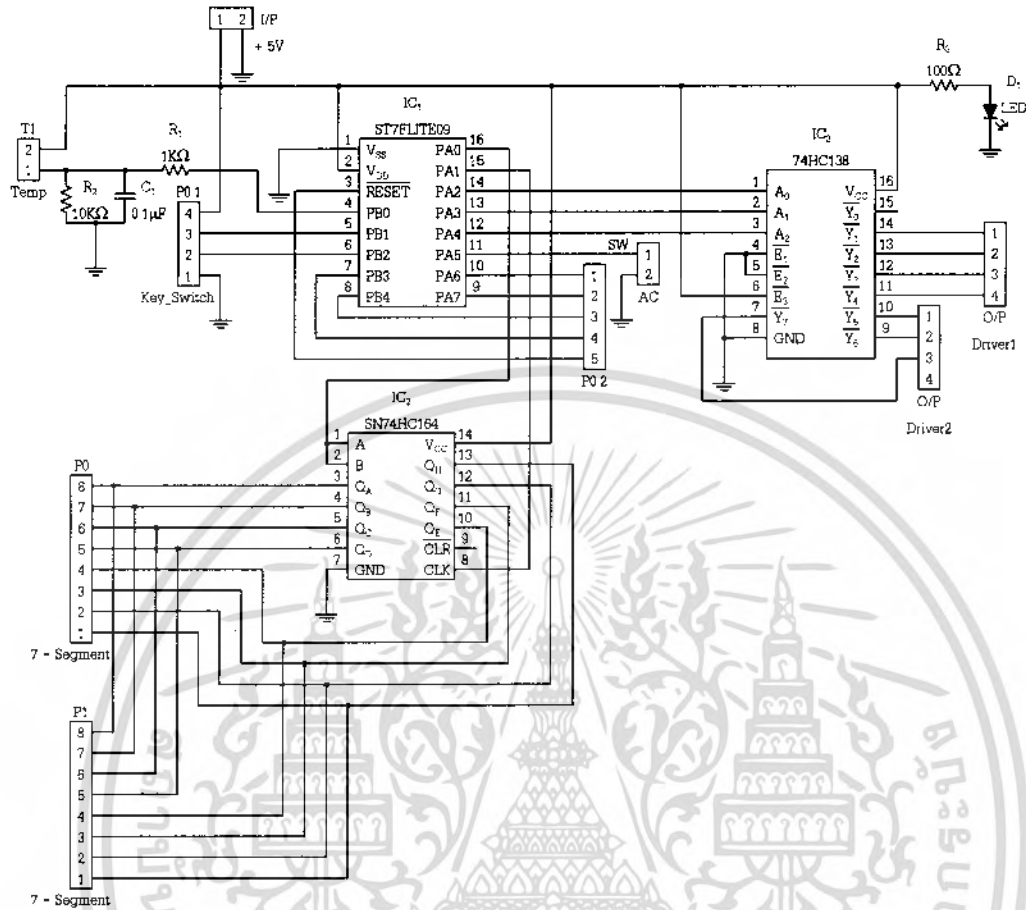 1 2 I/P
+ 5V
T1
2
Temp
1KΩ
10KΩ
0 1µF
P0 1
4
3
2
1
Key_Switch
IC1
ST7FLITE09
1 VSS PA0 16
2 VDD PA1 15
3 RESET PA2 14
4 PB0 PA3 13
5 PB1 PA4 12
6 PB2 PA5 11
7 PB3 PA6 10
8 PB4 PA7 9
SW
1
2
AC
2
3
4
5
P0 2
100Ω
LED
74HC138
1 A0 VCC 16
2 A1 Y0 15
3 A2 Y1 14
4 E1 Y2 13
5 E2 Y3 12
6 E3 Y4 11
7 Y7 Y5 10
8 GND Y6 9
1
2
3
4
O/P
Driver1
1
2
3
4
O/P
Driver2
IC2
SN74HC164
1 A VCC 14
2 B QH 13
3 QA QG 12
4 QB QF 11
5 QC QE 10
6 QD CLR 9
7 GND CLK 8
P0
8
7
6
5
4
3
2
7 - Segment
P1
8
7
6
5
4
3
2
1
7 - Segment